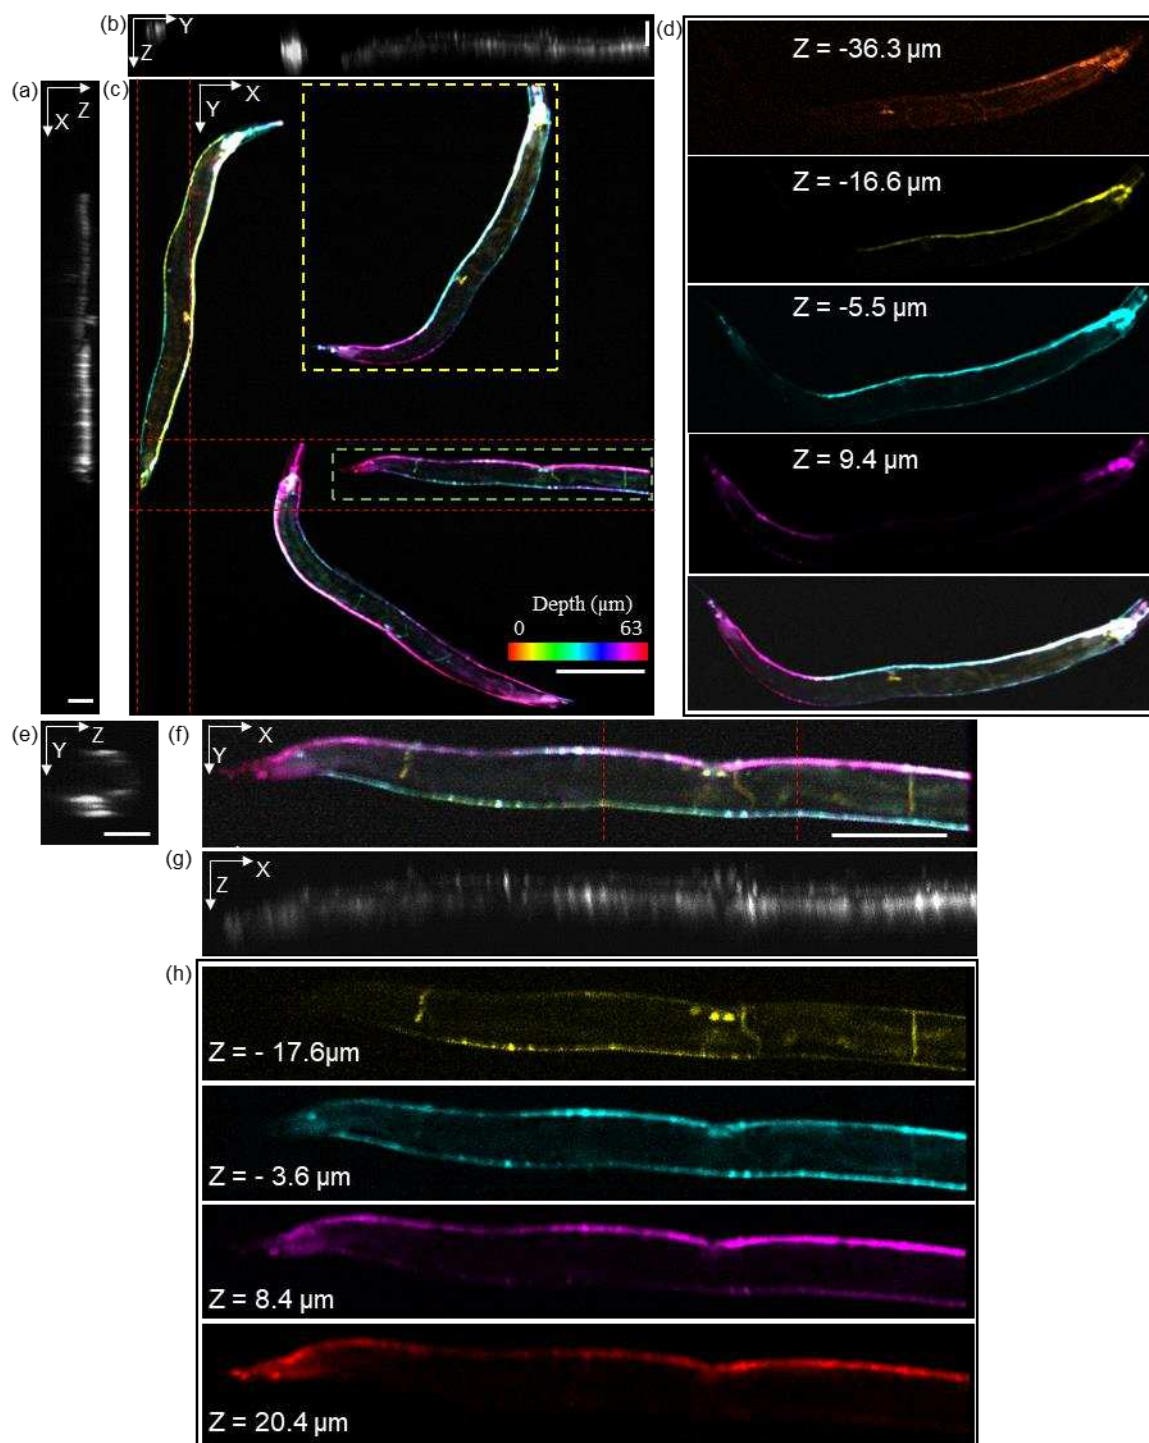 (b)
Y
Z
(d)
Z = -36.3 µm
(a)
Z
X
(c)
X
Y
Z = -16.6 µm
Z = -5.5 µm
Z = 9.4 µm
Depth (µm)
0 63
(e)
Z
Y
(f)
X
Y
(g)
X
Z
(h)
Z = - 17.6µm
Z = - 3.6 µm
Z = 8.4 µm
Z = 20.4 µm